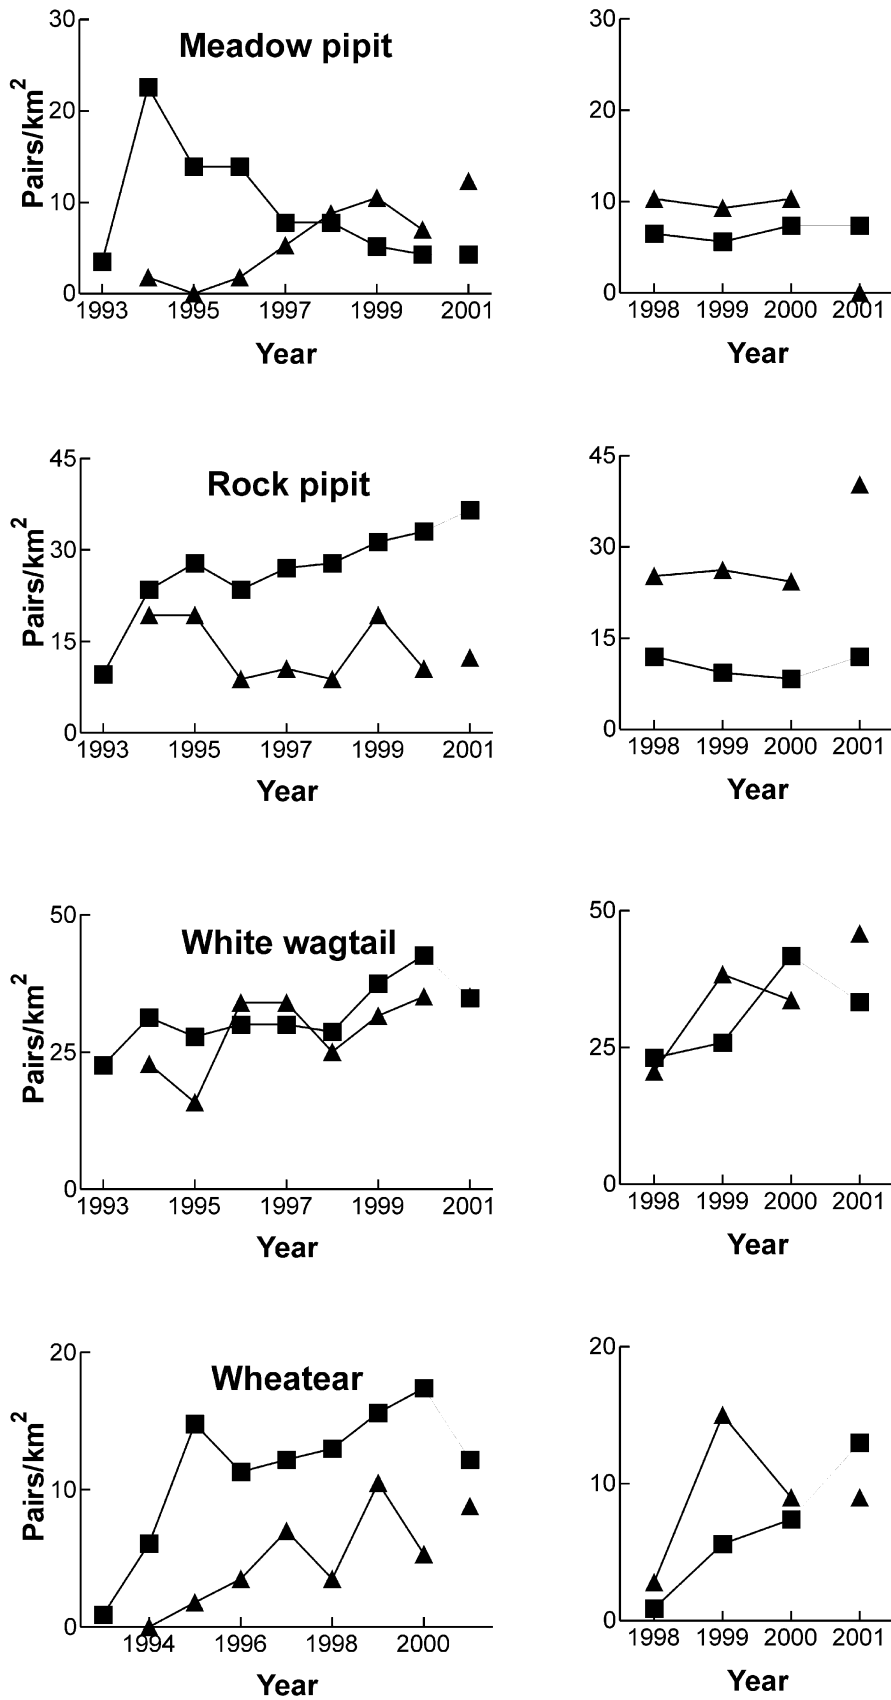 Meadow pipit
Pairs/km²
30
20
10
0
1993 1995 1997 1999 2001
Year
30
20
10
0
1998 1999 2000 2001
Year
Rock pipit
Pairs/km²
45
30
15
0
1993 1995 1997 1999 2001
Year
45
30
15
0
1998 1999 2000 2001
Year
White wagtail
Pairs/km²
50
25
0
1993 1995 1997 1999 2001
Year
50
25
0
1998 1999 2000 2001
Year
Wheatear
Pairs/km²
20
10
0
1994 1996 1998 2000
Year
20
10
0
1998 1999 2000 2001
Year